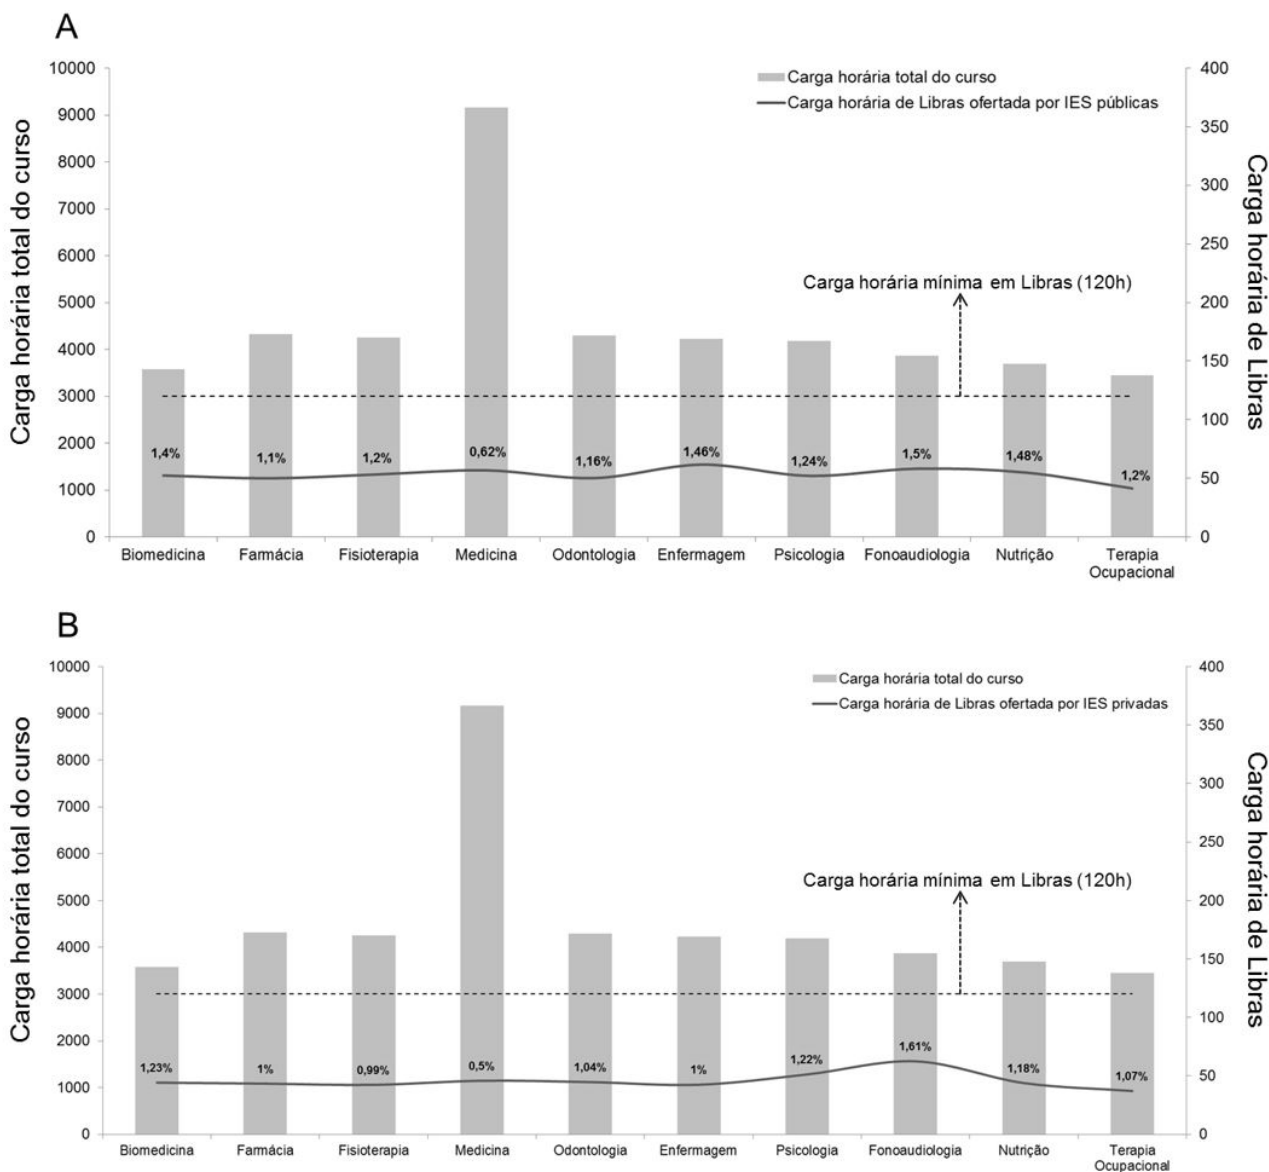 A
Carga horária total do curso
10000
9000
8000
7000
6000
5000
4000
3000
2000
1000
0
Carga horária total do curso
Carga horária de Libras ofertada por IES públicas
Carga horária mínima em Libras (120h)
1,4%
1,1%
1,2%
0,62%
1,16%
1,46%
1,24%
1,5%
1,48%
1,2%
400
350
300
250
200
150
100
50
0
Carga horária de Libras
Biomedicina
Farmácia
Fisioterapia
Medicina
Odontologia
Enfermagem
Psicologia
Fonoaudiologia
Nutrição
Terapia
Ocupacional
B
Carga horária total do curso
10000
9000
8000
7000
6000
5000
4000
3000
2000
1000
0
Carga horária total do curso
Carga horária de Libras ofertada por IES privadas
Carga horária mínima em Libras (120h)
1,23%
1%
0,99%
0,5%
1,04%
1%
1,22%
1,61%
1,18%
1,07%
400
350
300
250
200
150
100
50
0
Carga horária de Libras
Biomedicina
Farmácia
Fisioterapia
Medicina
Odontologia
Enfermagem
Psicologia
Fonoaudiologia
Nutrição
Terapia
Ocupacional